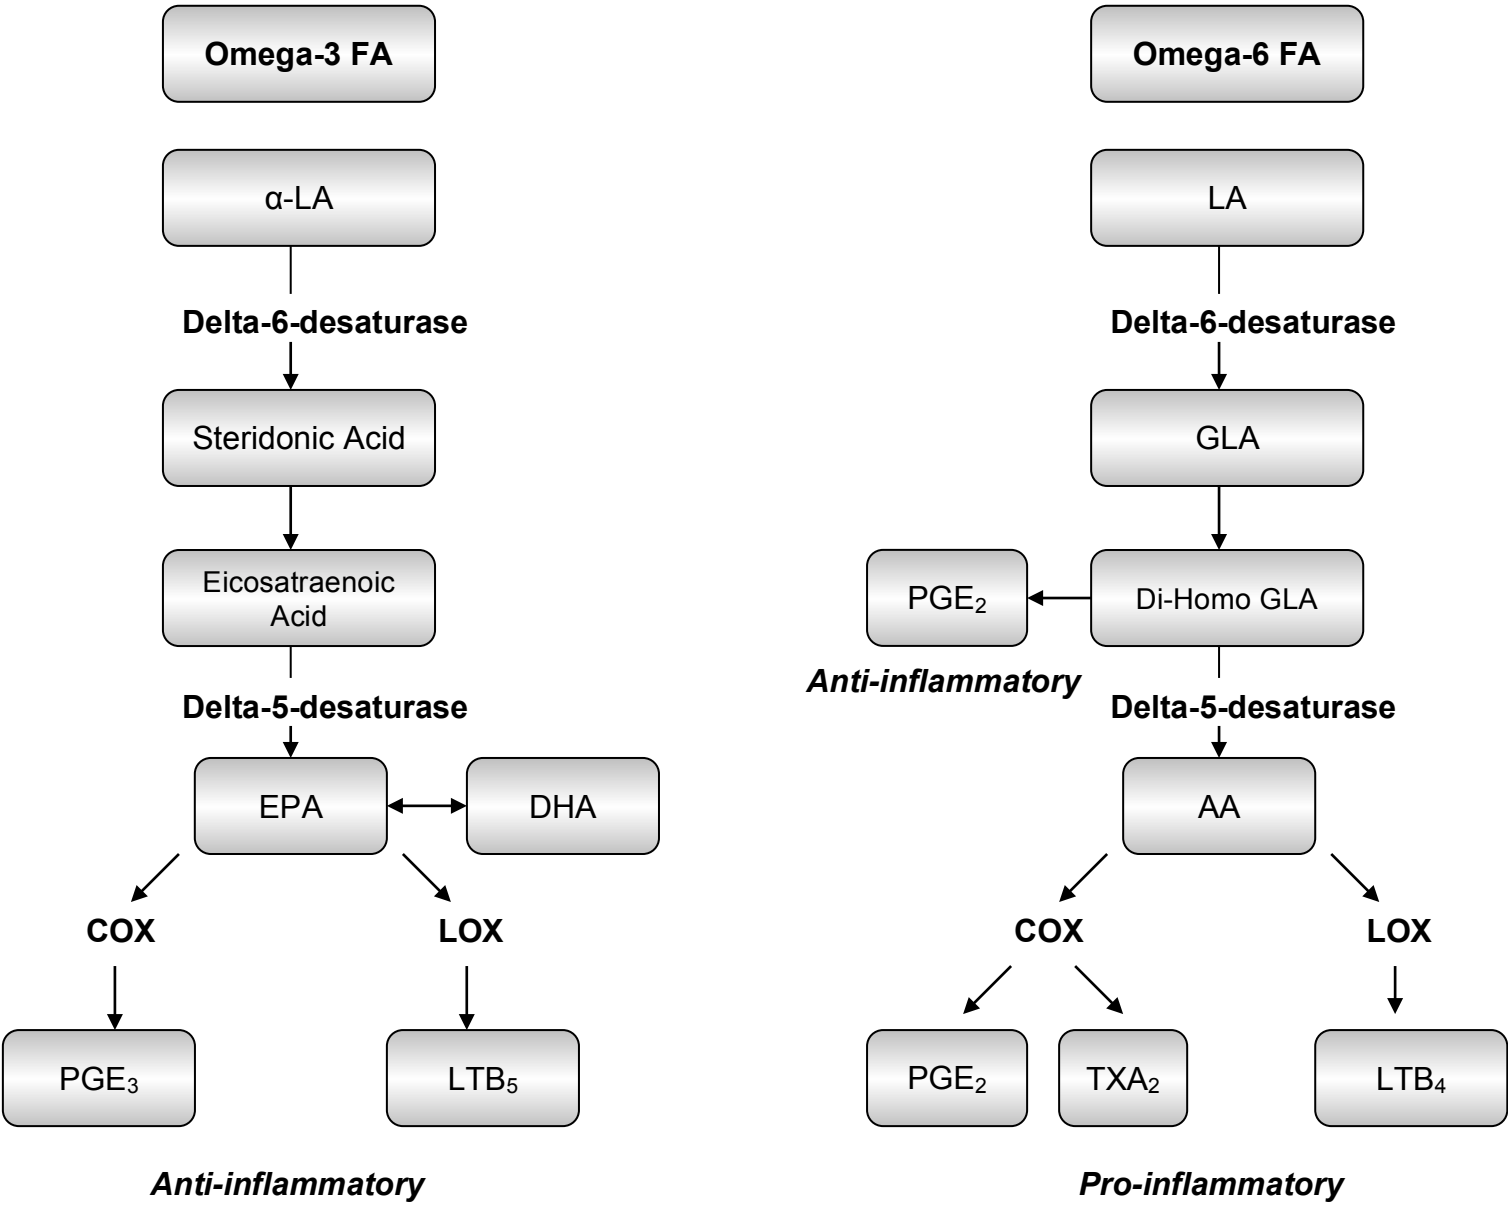 Omega-3 FA
α-LA
Delta-6-desaturase
Steridonic Acid
Eicosatraenoic
Acid
Delta-5-desaturase
EPA
DHA
COX
LOX
PGE₃
LTB₅
Anti-inflammatory
Omega-6 FA
LA
Delta-6-desaturase
GLA
Di-Homo GLA
PGE₂
Anti-inflammatory
Delta-5-desaturase
AA
COX
LOX
PGE₂
TXA₂
LTB₄
Pro-inflammatory